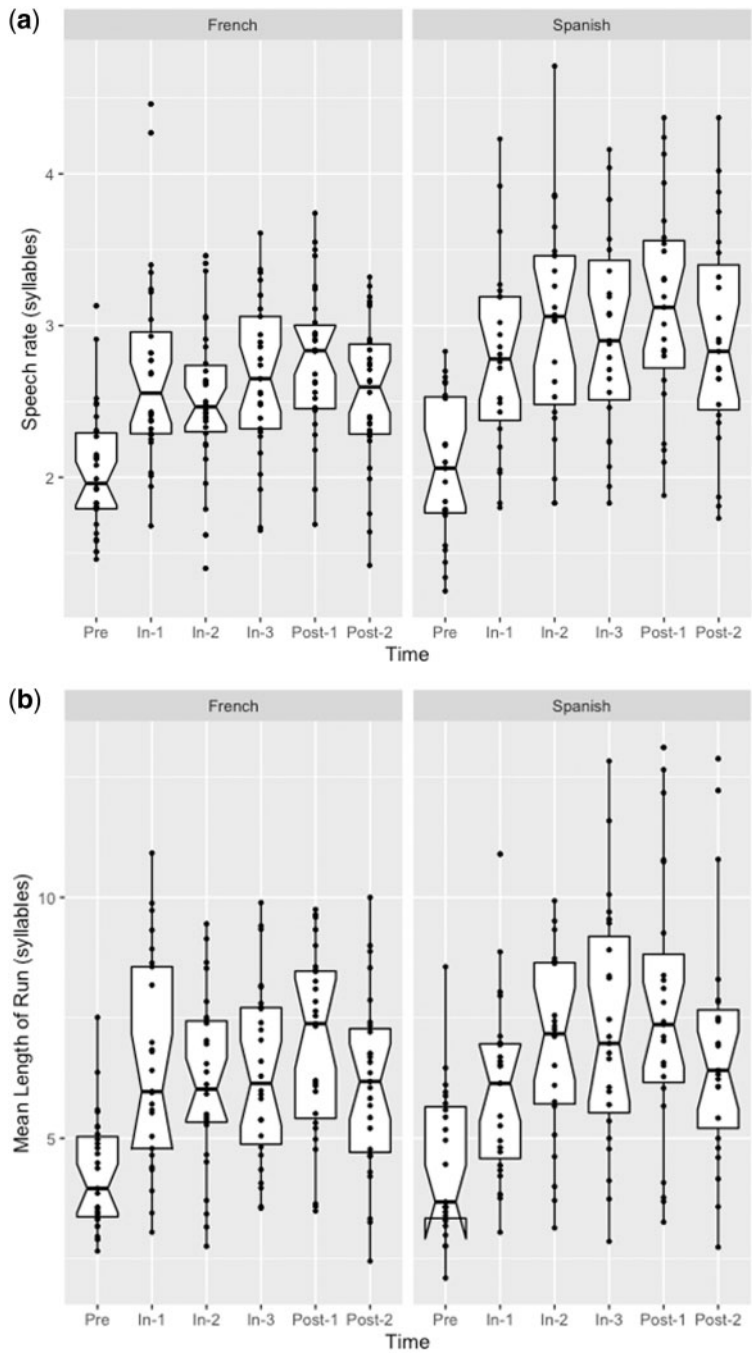 (a)
French Spanish
Speech rate (syllables)
4
3
2
Pre In-1 In-2 In-3 Post-1 Post-2 Pre In-1 In-2 In-3 Post-1 Post-2
Time
(b)
French Spanish
Mean Length of Run (syllables)
10
5
Pre In-1 In-2 In-3 Post-1 Post-2 Pre In-1 In-2 In-3 Post-1 Post-2
Time